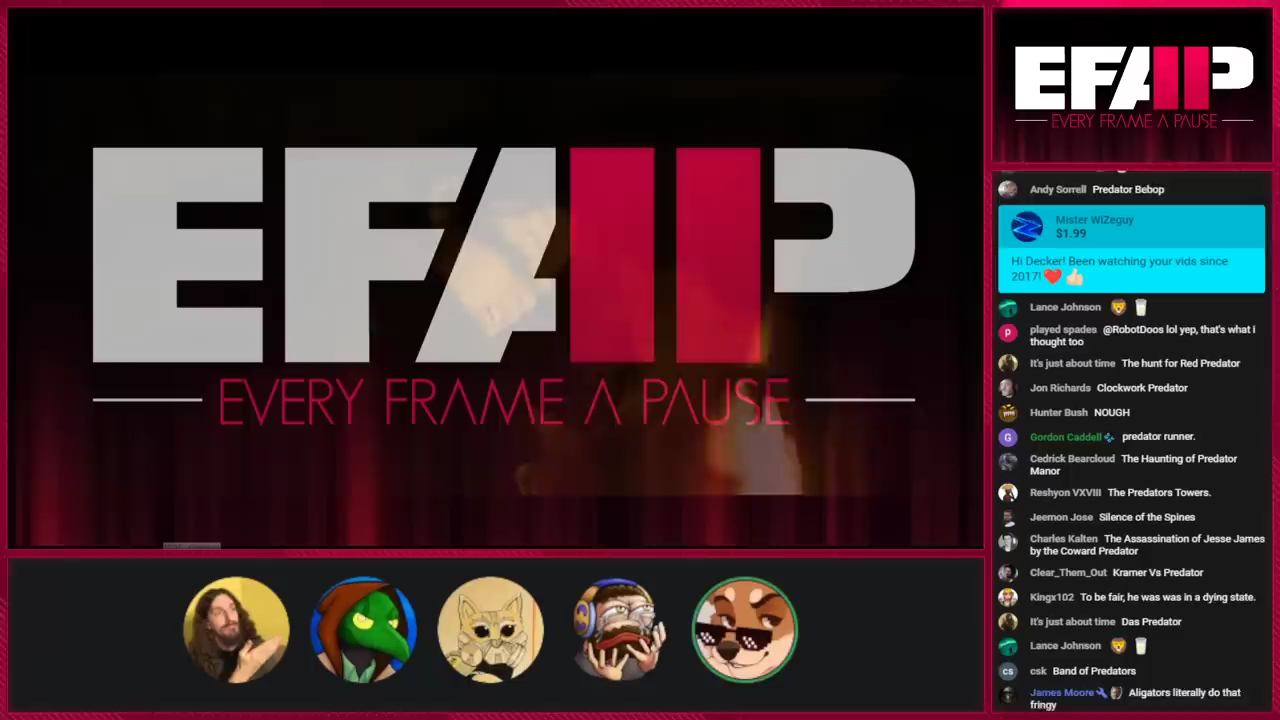 EFAP
EVERY FRAME A PAUSE
EFAP
EVERY FRAME A PAUSE
Andy Sorrell Predator Bebop
Mister WiZeguy
$1.99
Hi Decker! Been watching your vids since
2017!❤️👍🏻
Lance Johnson 🦁 🥛
played spades @RobotDoos lol yep, that's what i
thought too
It's just about time The hunt for Red Predator
Jon Richards Clockwork Predator
Hunter Bush NOUGH
G Gordon Caddell predator runner.
Cedrick Bearcloud The Haunting of Predator
Manor
Reshyon VXVIII The Predators Towers.
Jeemon Jose Silence of the Spines
Charles Kalten The Assassination of Jesse James
by the Coward Predator
Clear_Them_Out Kramer Vs Predator
Kingx102 To be fair, he was was in a dying state.
It's just about time Das Predator
Lance Johnson 🦁 🥛
cs csk Band of Predators
James Moore Aligators literally do that
fringy